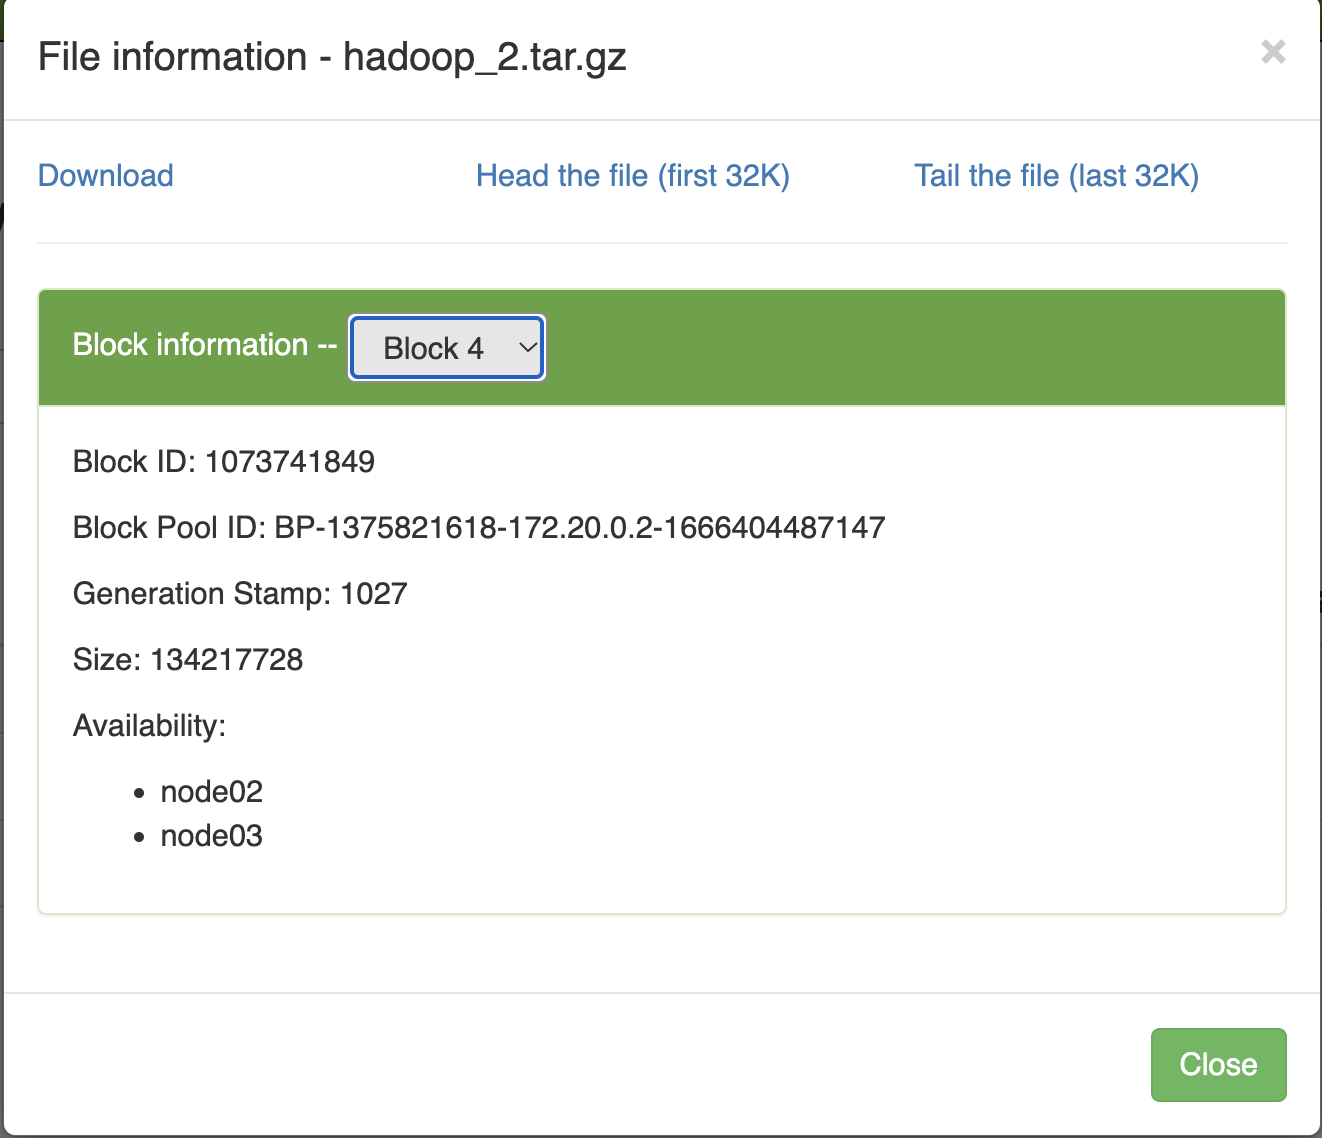 File information - hadoop_2.tar.gz
×
Download
Head the file (first 32K)
Tail the file (last 32K)
Block information --
Block 4
Block ID: 1073741849
Block Pool ID: BP-1375821618-172.20.0.2-1666404487147
Generation Stamp: 1027
Size: 134217728
Availability:
• node02
• node03
Close